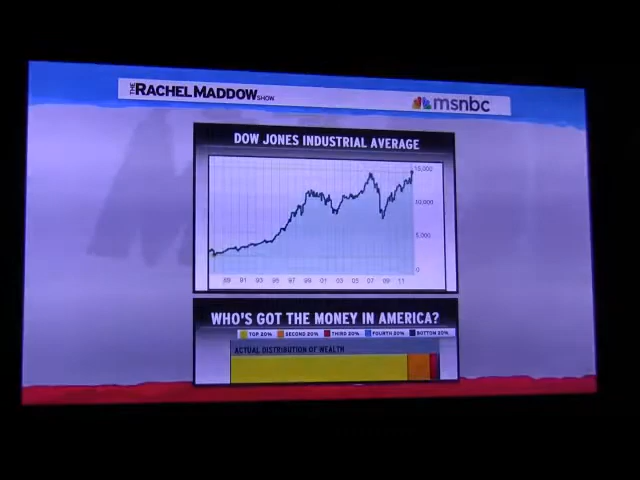 THE RACHEL MADDOW SHOW
msnbc
DOW JONES INDUSTRIAL AVERAGE
15,000
10,000
5,000
0
89 91 93 95 97 99 01 03 05 07 09 11
WHO'S GOT THE MONEY IN AMERICA?
TOP 20% SECOND 20% THIRD 20% FOURTH 20% BOTTOM 20%
ACTUAL DISTRIBUTION OF WEALTH